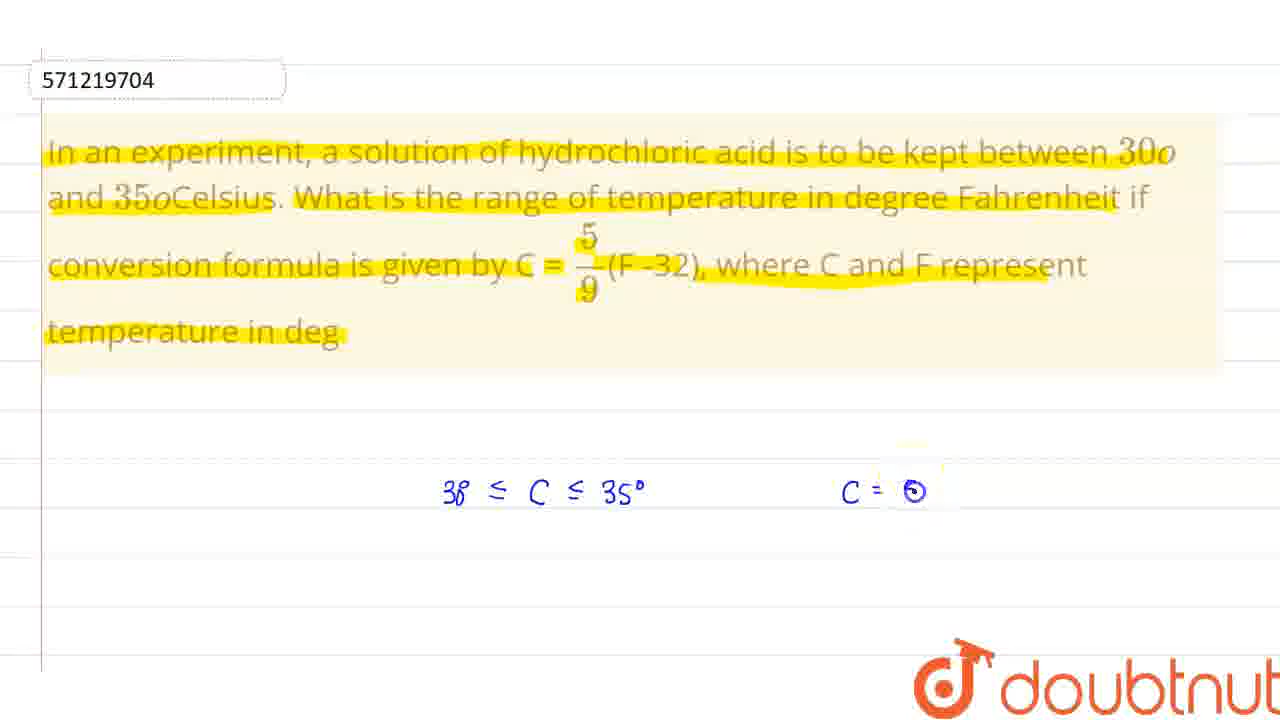 571219704
In an experiment, a solution of hydrochloric acid is to be kept between 30o
and 35oCelsius. What is the range of temperature in degree Fahrenheit if
conversion formula is given by C = 5/9 (F -32), where C and F represent
temperature in deg
30° ≤ C ≤ 35° C =
doubtnut